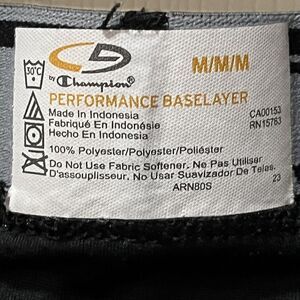 30°C
by Champion®
M/M/M
PERFORMANCE BASELAYER
Made In Indonesia
CA00153
Fabriqué En Indonésie
RN15763
Hecho En Indonesia
100% Polyester/Polyester/Poliéster
Do Not Use Fabric Softener. Ne Pas Utiliser
D'assouplisseur. No Usar Suavizador De Telas.
ARN80S
23